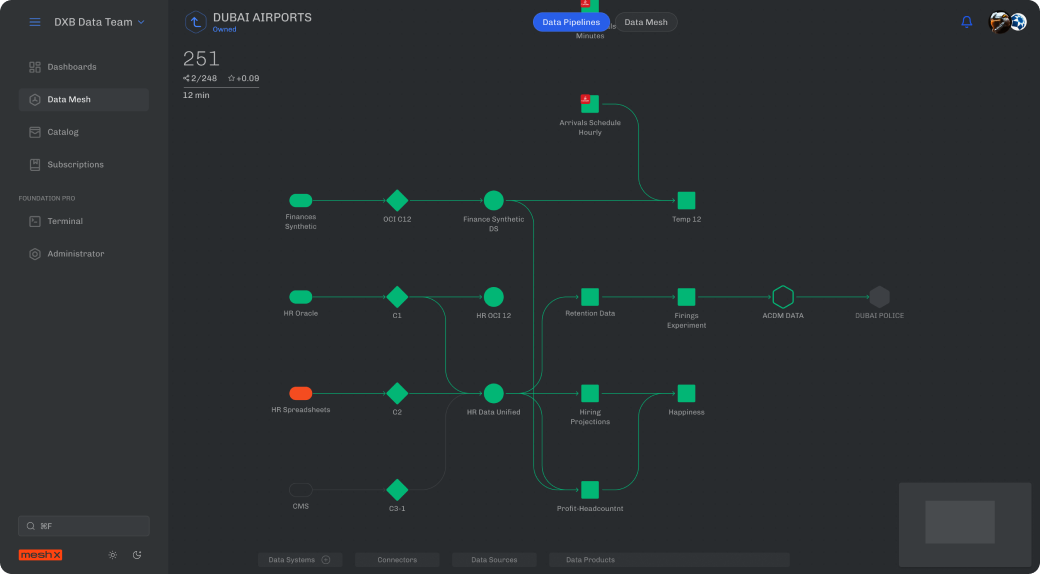 DXB Data Team
DUBAI AIRPORTS
Owned
Data Pipelines
Data Mesh
Minutes
251
2/248
+0.09
12 min
Dashboards
Data Mesh
Catalog
Subscriptions
FOUNDATION PRO
Terminal
Administrator
Arrivals Schedule
Hourly
Finances
Synthetic
OCI C12
Finance Synthetic
DS
Temp 12
HR Oracle
C1
HR OCI 12
Retention Data
Firings
Experiment
ACDM DATA
DUBAI POLICE
HR Spreadsheets
C2
HR Data Unified
Hiring
Projections
Happiness
CMS
C3-1
Profit-Headcountnt
⌘F
mesh x
Data Systems
Connectors
Data Sources
Data Products